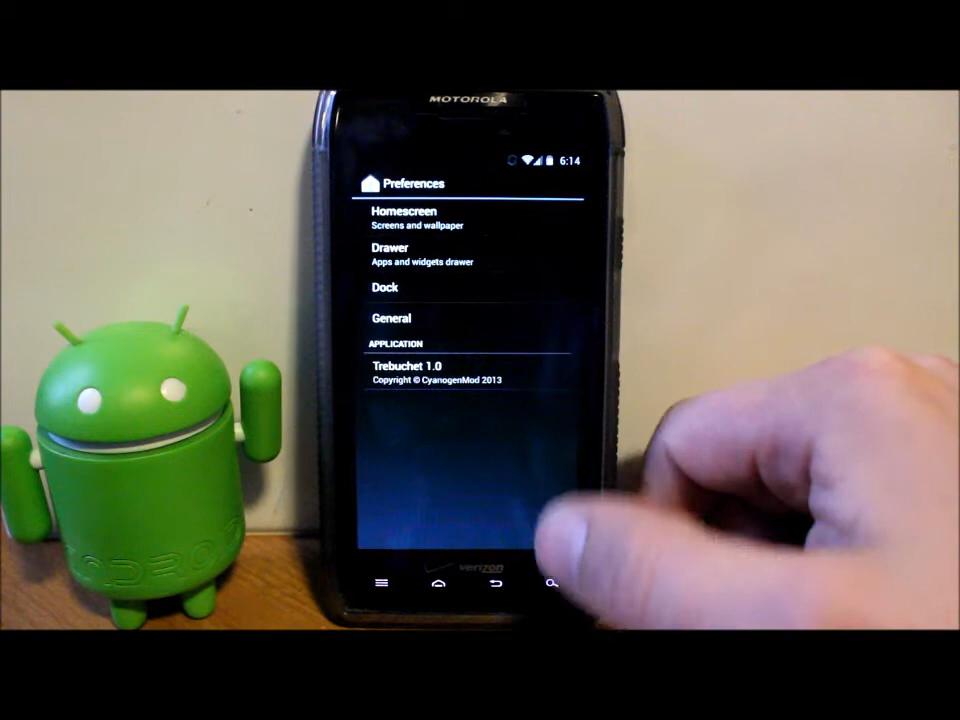 MOTOROLA
6:14
Preferences
Homescreen
Screens and wallpaper
Drawer
Apps and widgets drawer
Dock
General
APPLICATION
Trebuchet 1.0
Copyright © CyanogenMod 2013
verizon